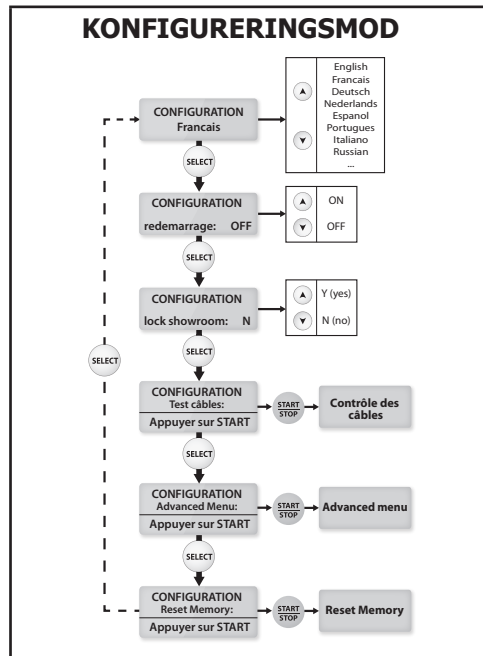 KONFIGURERINGSMOD
CONFIGURATION
Francais
English
Francais
Deutsch
Nederlands
Espanol
Portugues
Italiano
Russian
...
SELECT
CONFIGURATION
redemarrage: OFF
ON
OFF
SELECT
CONFIGURATION
lock showroom: N
Y (yes)
N (no)
SELECT
SELECT
CONFIGURATION
Test câbles:
Appuyer sur START
START
STOP
Contrôle des
câbles
SELECT
CONFIGURATION
Advanced Menu:
Appuyer sur START
START
STOP
Advanced menu
SELECT
CONFIGURATION
Reset Memory:
Appuyer sur START
START
STOP
Reset Memory